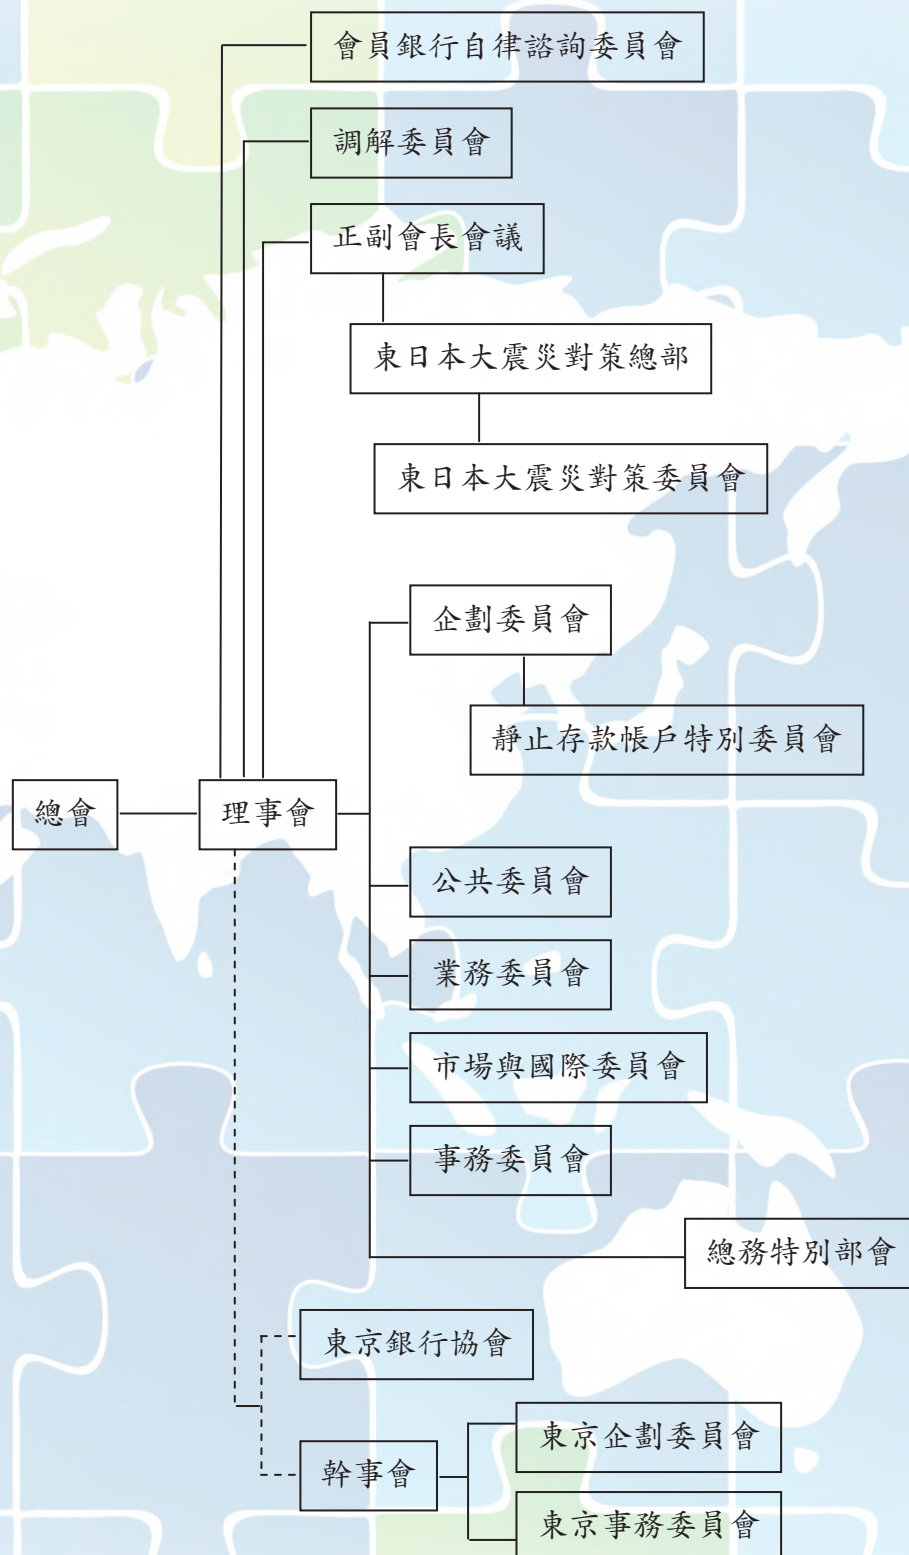 會員銀行自律諮詢委員會
調解委員會
正副會長會議
東日本大震災對策總部
東日本大震災對策委員會
企劃委員會
靜止存款帳戶特別委員會
總會
理事會
公共委員會
業務委員會
市場與國際委員會
事務委員會
總務特別部會
東京銀行協會
東京企劃委員會
幹事會
東京事務委員會